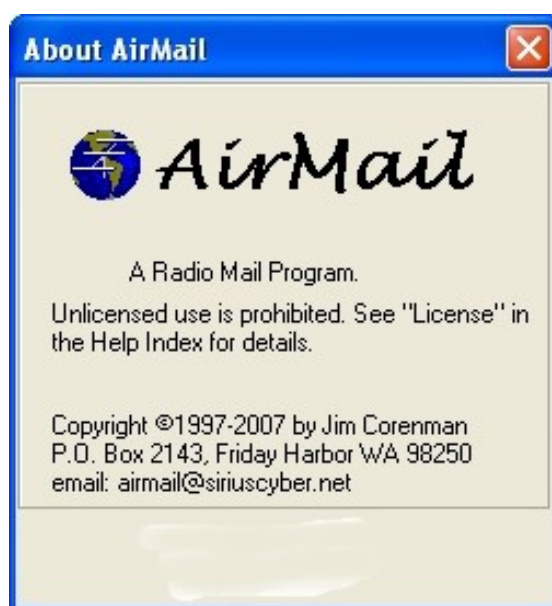 About AirMail
AirMail
A Radio Mail Program.
Unlicensed use is prohibited. See "License" in
the Help Index for details.
Copyright ©1997-2007 by Jim Corenman
P.O. Box 2143, Friday Harbor WA 98250
email: airmail@siriuscyber.net